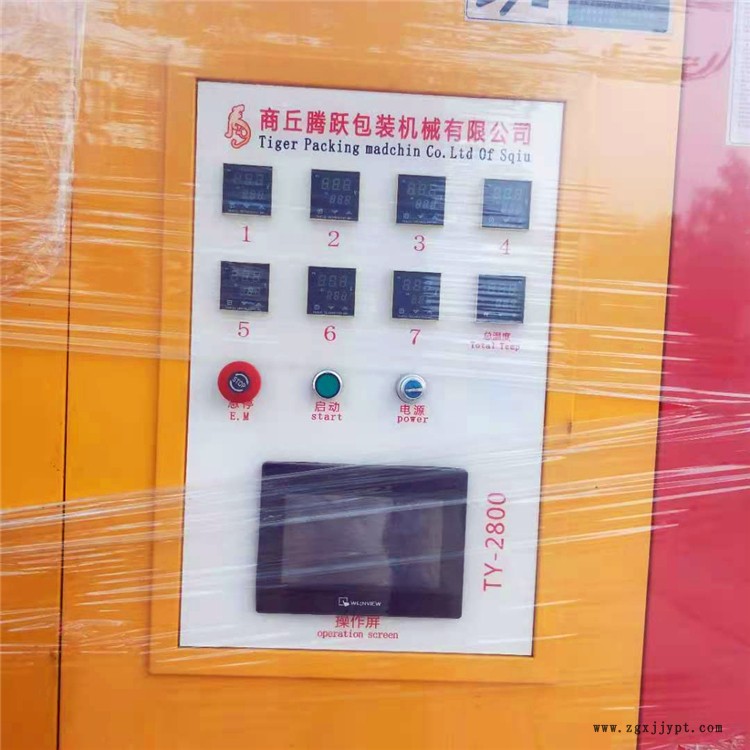 商丘腾跃包装机械有限公司
Tiger Packing madchin Co.Ltd Of Sqiu
1 2 3 4
5 6 7 总温度
Total Temp
STOP
急停 启动 电源
E.M start power
TY-2800
WEINVIEW
操作屏
operation screen
www.zgxjjypt.com